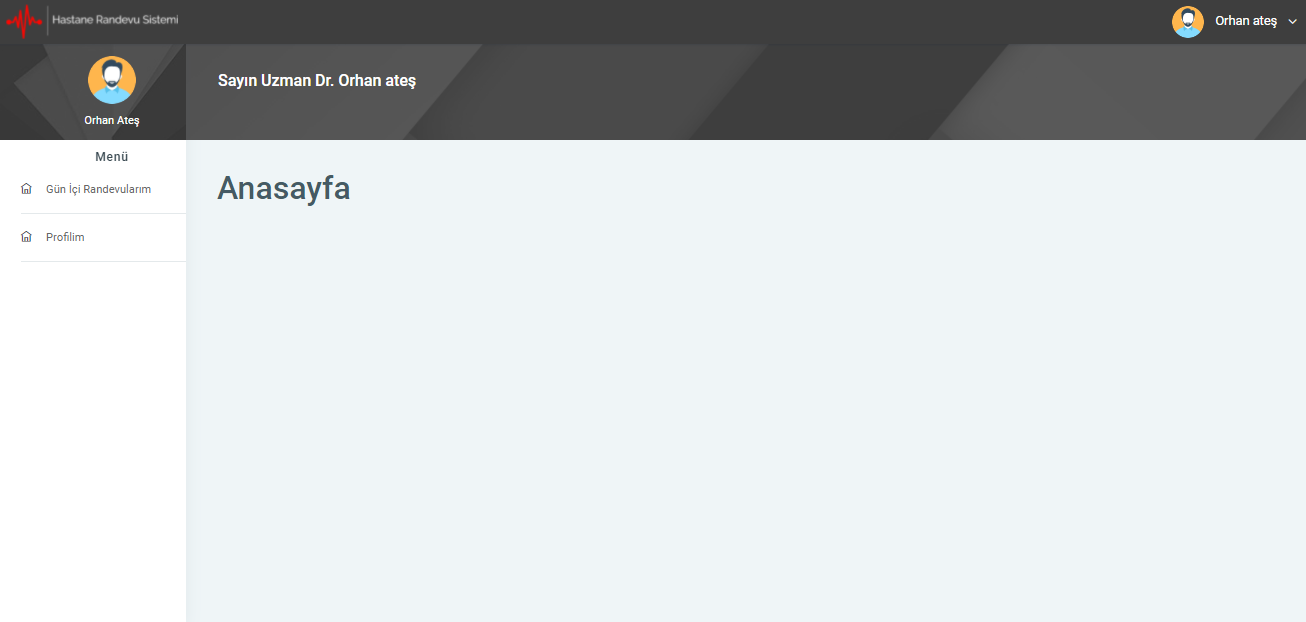 Hastane Randevu Sistemi
Orhan ateş
Sayın Uzman Dr. Orhan ateş
Orhan Ateş
Menü
Gün İçi Randevularım
Profilim
Anasayfa